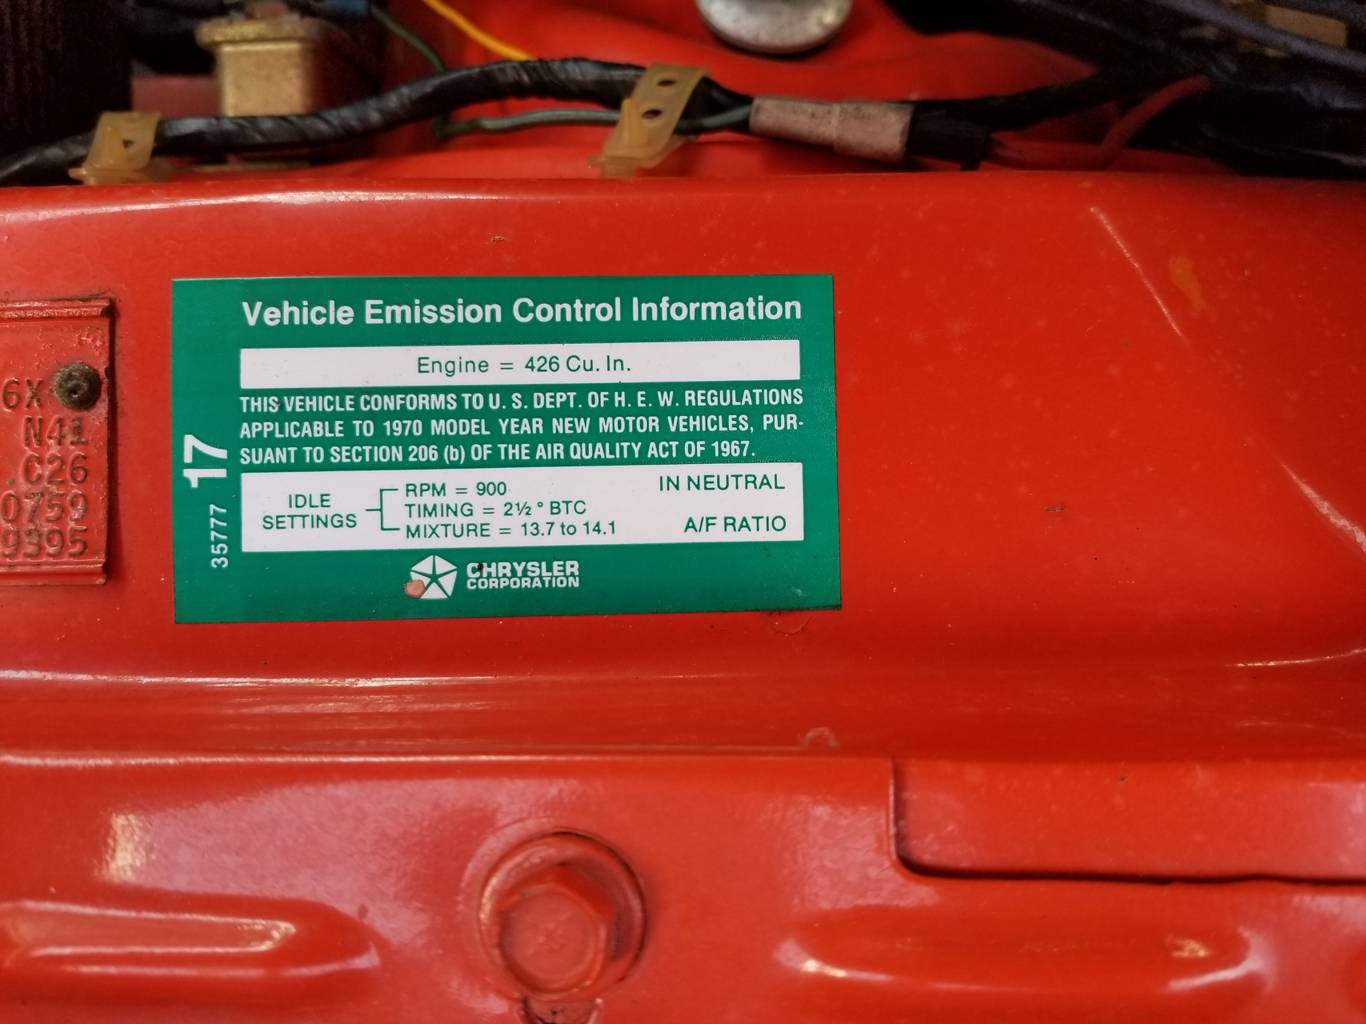 Vehicle Emission Control Information
Engine = 426 Cu. In.
THIS VEHICLE CONFORMS TO U. S. DEPT. OF H. E. W. REGULATIONS
APPLICABLE TO 1970 MODEL YEAR NEW MOTOR VEHICLES, PUR-
SUANT TO SECTION 206 (b) OF THE AIR QUALITY ACT OF 1967.
IDLE
SETTINGS
RPM = 900 IN NEUTRAL
TIMING = 2½° BTC
MIXTURE = 13.7 to 14.1 A/F RATIO
CHRYSLER
CORPORATION
17
35777
6X
N41
C26
0759
9995